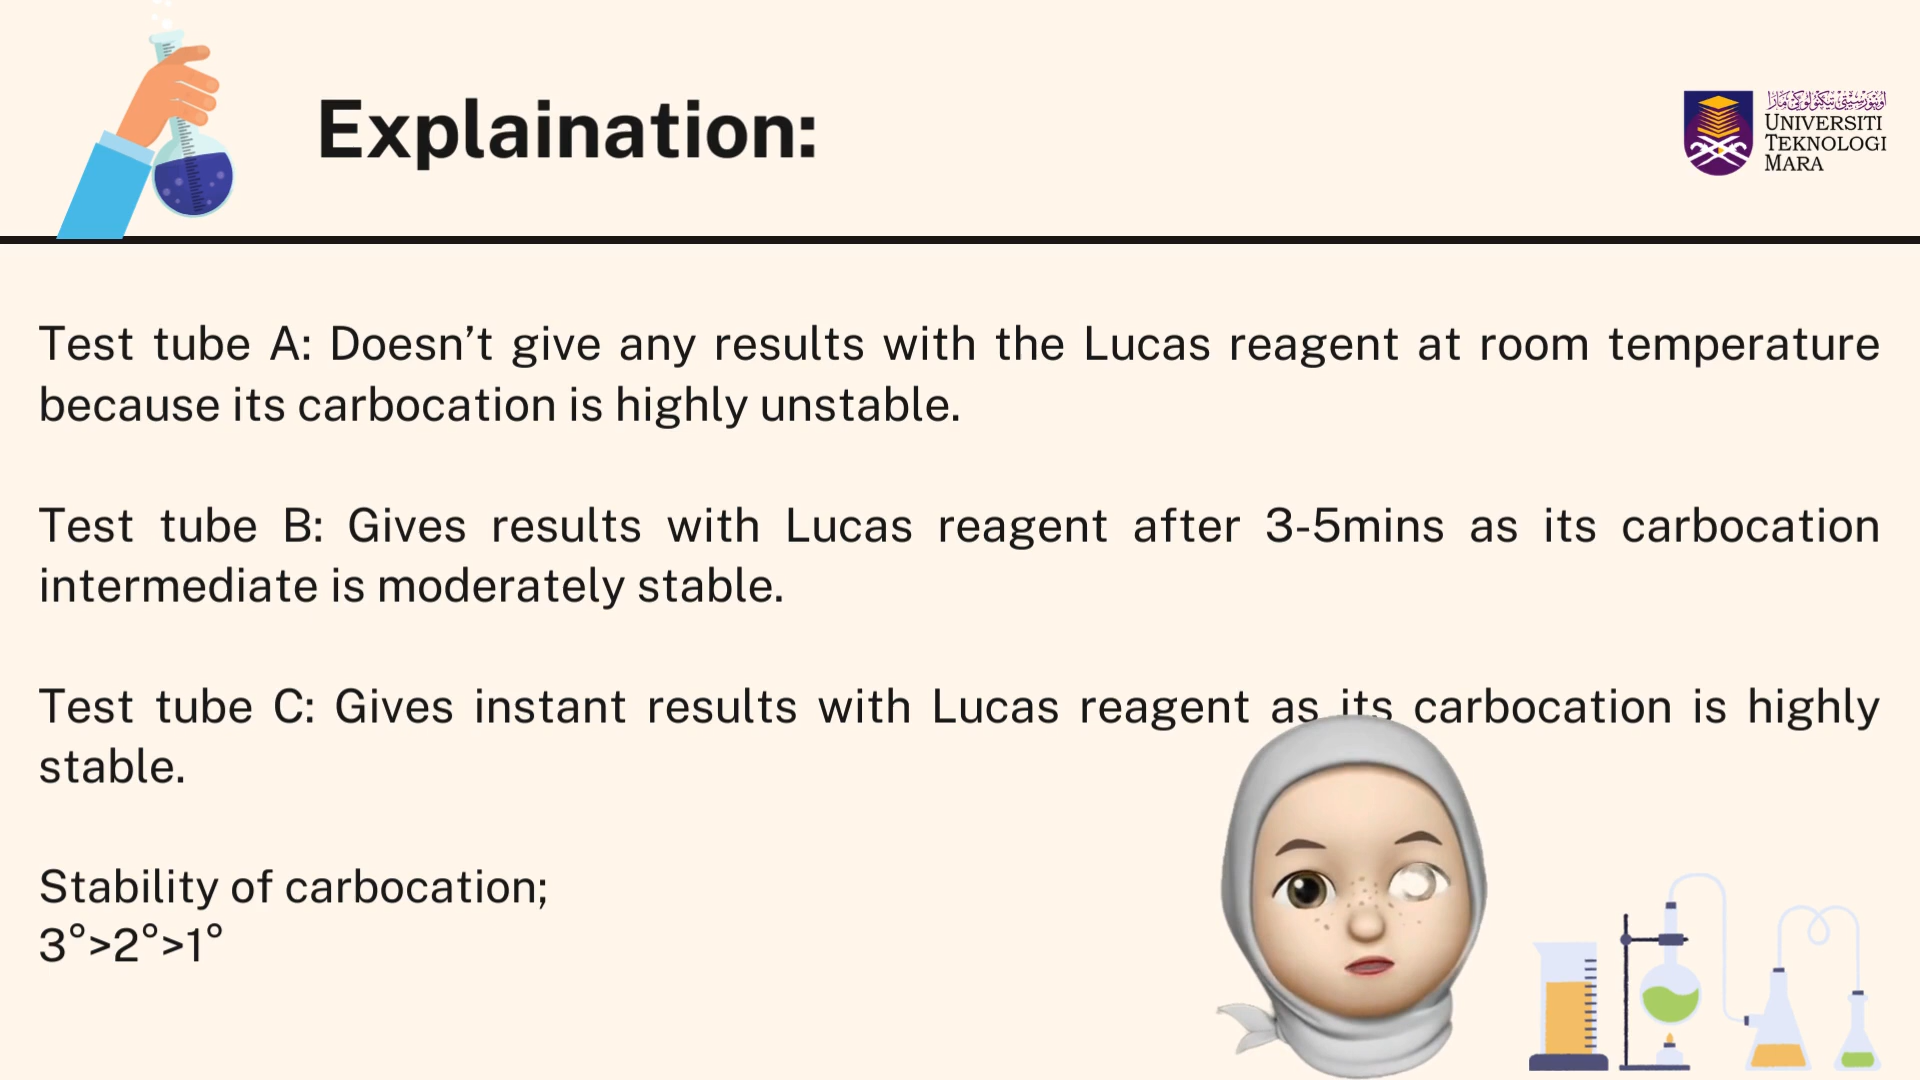 Explaination:
اونيۏرسيتي تيكنولوڬي مارا
UNIVERSITI
TEKNOLOGI
MARA
Test tube A: Doesn’t give any results with the Lucas reagent at room temperature
because its carbocation is highly unstable.
Test tube B: Gives results with Lucas reagent after 3-5mins as its carbocation
intermediate is moderately stable.
Test tube C: Gives instant results with Lucas reagent as its carbocation is highly
stable.
Stability of carbocation;
3°>2°>1°